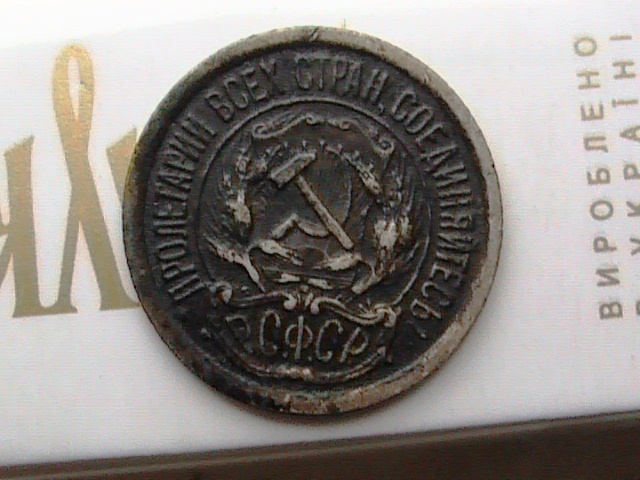 ПРОЛЕТАРИИ ВСЕХ СТРАН, СОЕДИНЯЙТЕСЬ!
Р.С.Ф.С.Р.
ВИРОБЛЕНО
УКРАЇНІ